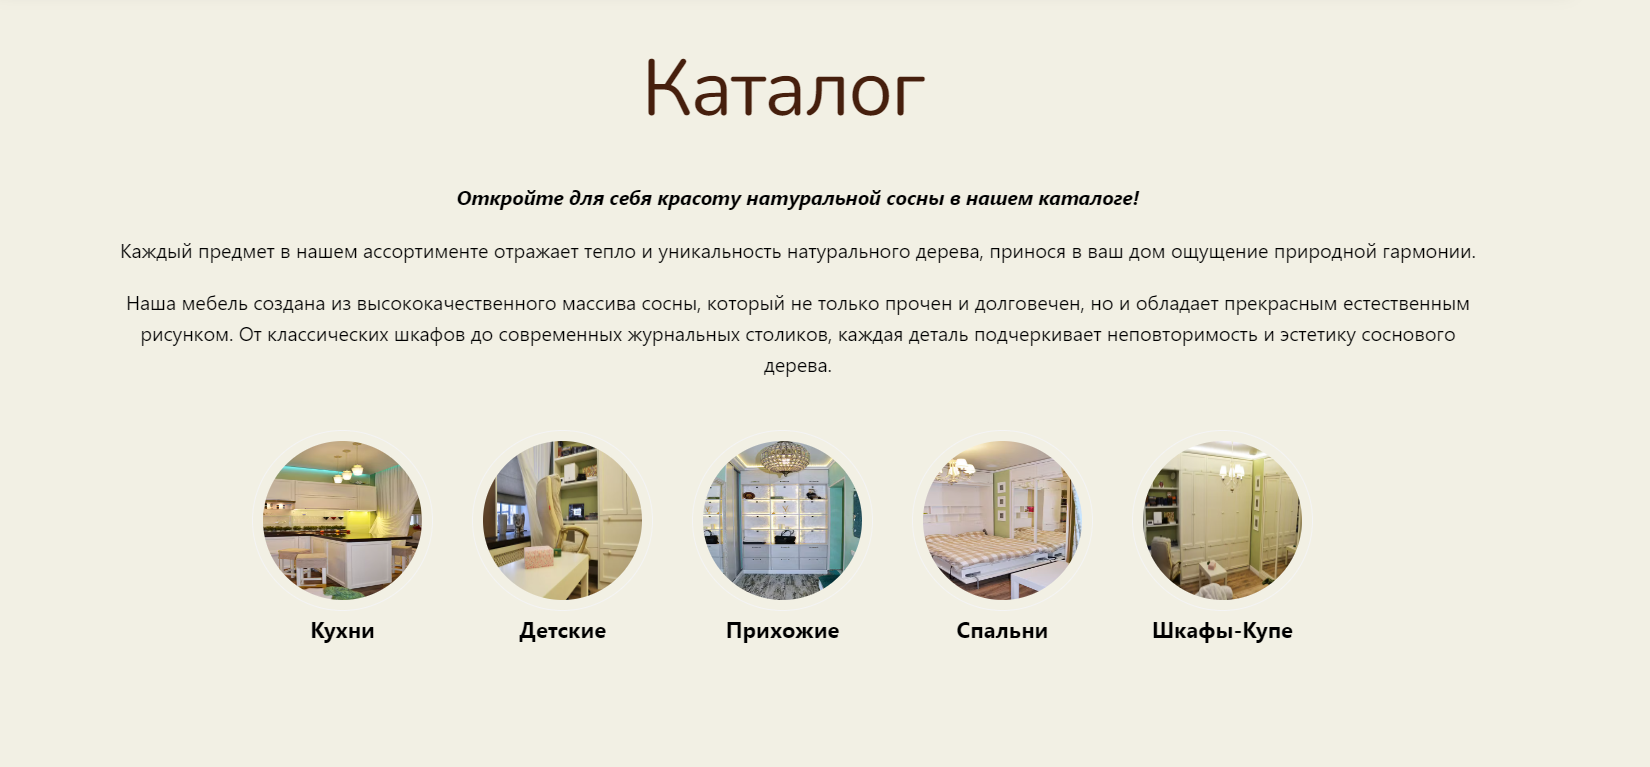 Каталог
Откройте для себя красоту натуральной сосны в нашем каталоге!
Каждый предмет в нашем ассортименте отражает тепло и уникальность натурального дерева, принося в ваш дом ощущение природной гармонии.
Наша мебель создана из высококачественного массива сосны, который не только прочен и долговечен, но и обладает прекрасным естественным
рисунком. От классических шкафов до современных журнальных столиков, каждая деталь подчеркивает неповторимость и эстетику соснового
дерева.
Кухни
Детские
Прихожие
Спальни
Шкафы-Купе